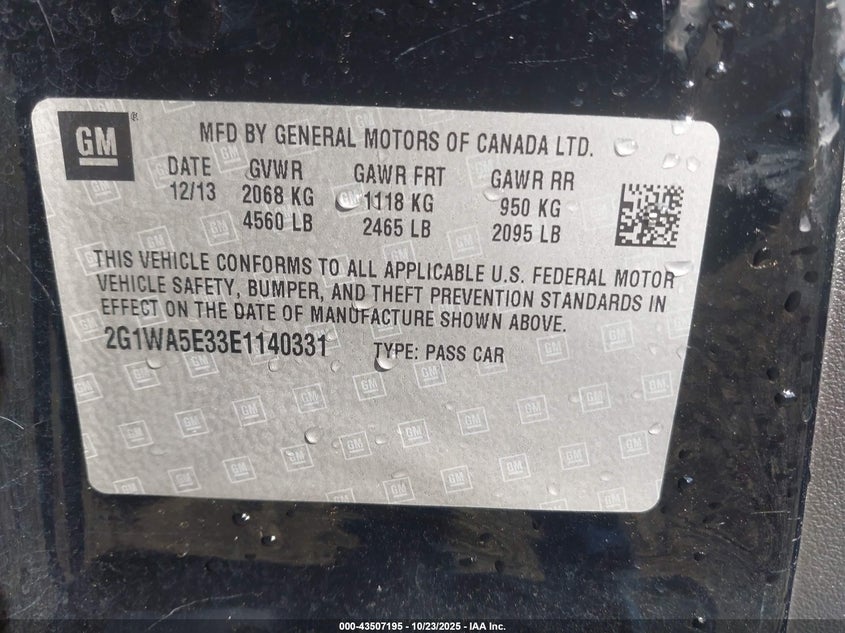 GM
MFD BY GENERAL MOTORS OF CANADA LTD.
DATE GVWR GAWR FRT GAWR RR
12/13 2068 KG 1118 KG 950 KG
4560 LB 2465 LB 2095 LB
THIS VEHICLE CONFORMS TO ALL APPLICABLE U.S. FEDERAL MOTOR
VEHICLE SAFETY, BUMPER, AND THEFT PREVENTION STANDARDS IN
EFFECT ON THE DATE OF MANUFACTURE SHOWN ABOVE.
2G1WA5E33E1140331 TYPE: PASS CAR
000-43507195 - 10/23/2025 - IAA Inc.